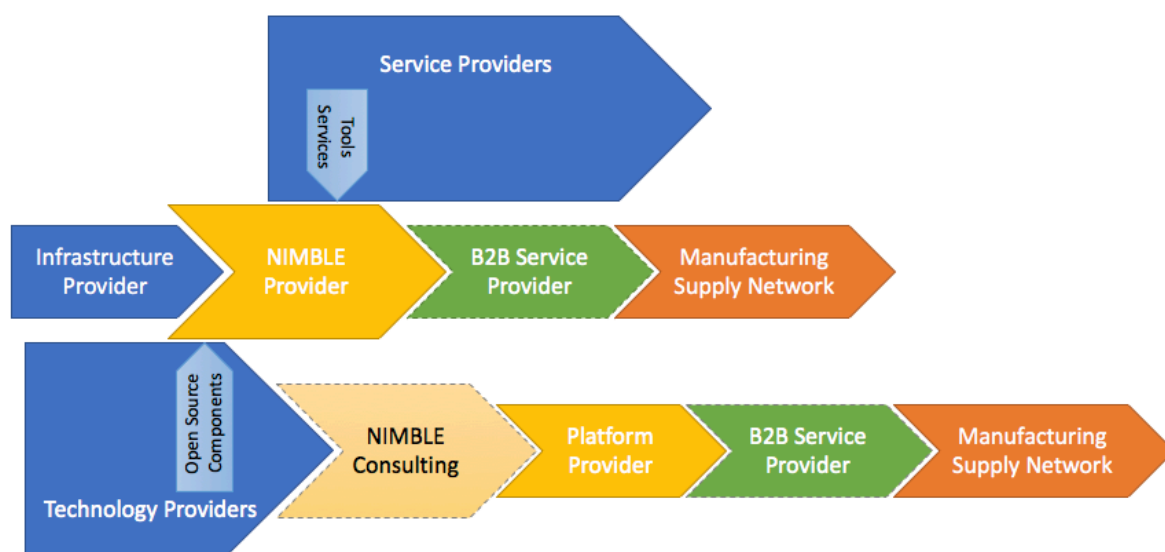 Service Providers
Tools
Services
Infrastructure
Provider
NIMBLE
Provider
B2B Service
Provider
Manufacturing
Supply Network
Open Source
Components
Technology Providers
NIMBLE
Consulting
Platform
Provider
B2B Service
Provider
Manufacturing
Supply Network